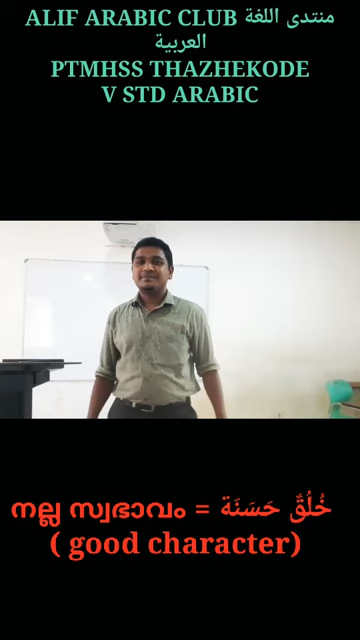 ALIF ARABIC CLUB منتدى اللغة
العربية
PTMHSS THAZHEKODE
V STD ARABIC
നല്ല സ്വഭാവം = خُلُقٌ حَسَنَة
( good character)